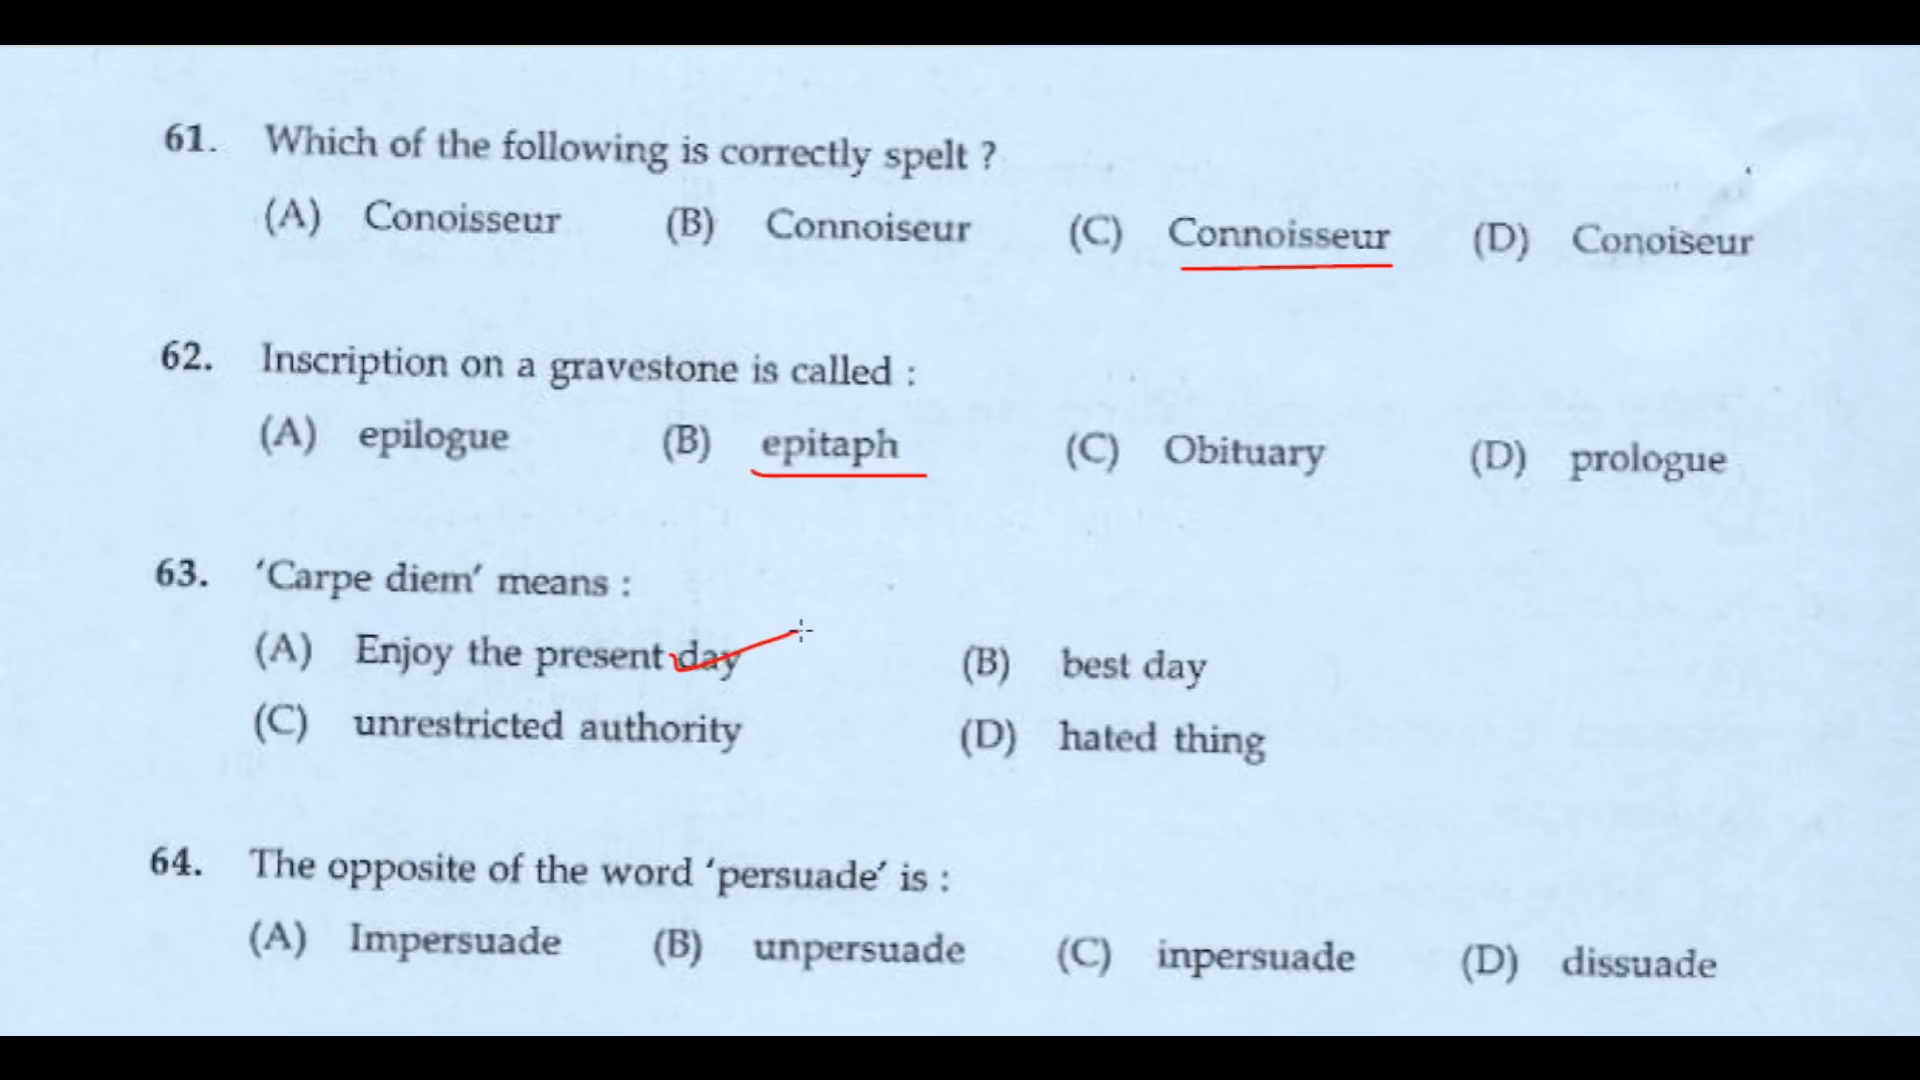 61. Which of the following is correctly spelt ?
(A) Conoisseur (B) Connoiseur (C) Connoisseur (D) Conoiseur
62. Inscription on a gravestone is called :
(A) epilogue (B) epitaph (C) Obituary (D) prologue
63. 'Carpe diem' means :
(A) Enjoy the present day (B) best day
(C) unrestricted authority (D) hated thing
64. The opposite of the word 'persuade' is :
(A) Impersuade (B) unpersuade (C) inpersuade (D) dissuade